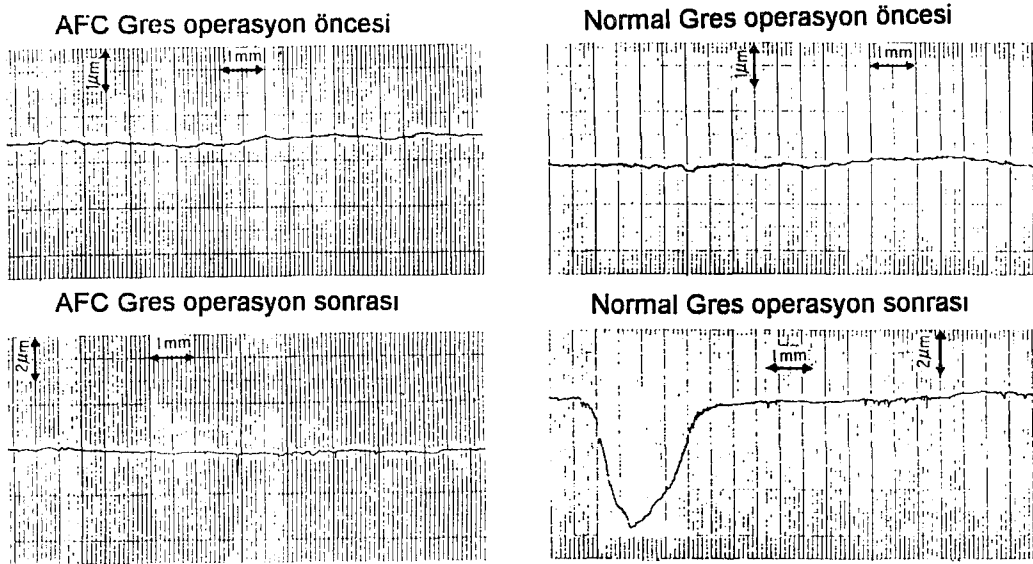 AFC Gres operasyon öncesi
1mm
1µm
Normal Gres operasyon öncesi
1mm
1µm
AFC Gres operasyon sonrası
1mm
2µm
Normal Gres operasyon sonrası
1mm
2µm